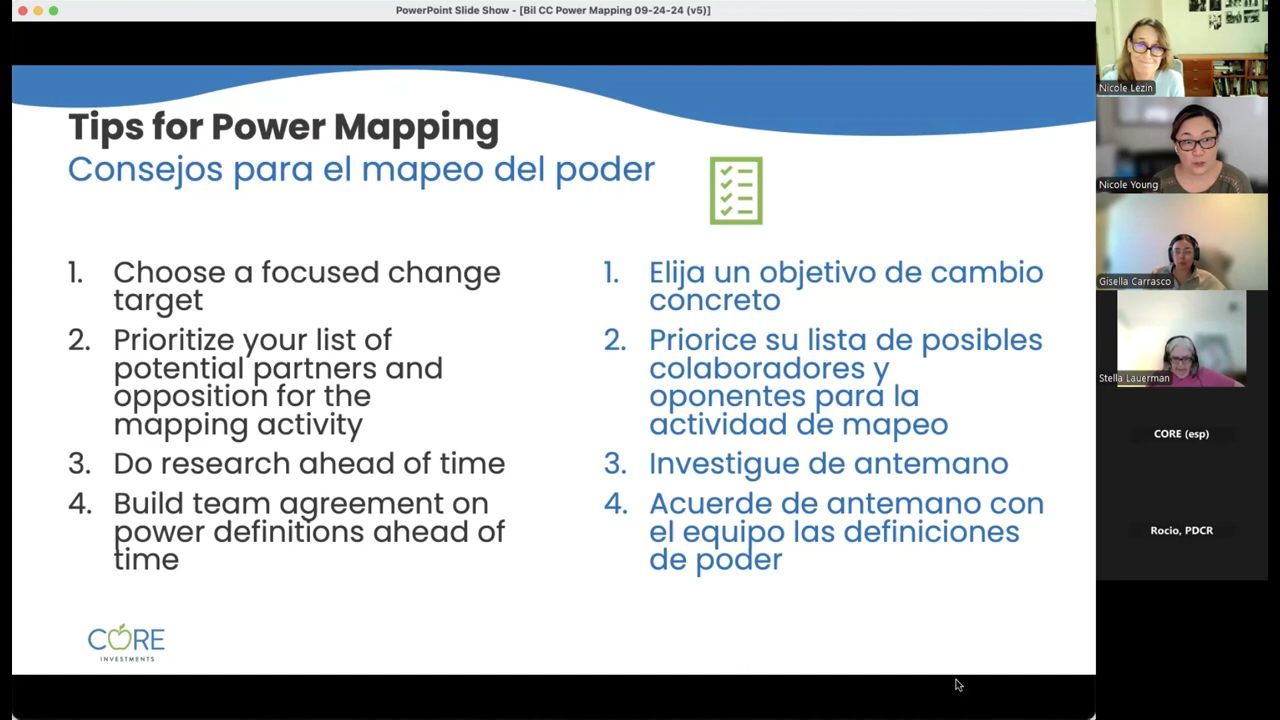 PowerPoint Slide Show - [Bil CC Power Mapping 09-24-24 (v5)]
Tips for Power Mapping
Consejos para el mapeo del poder
1. Choose a focused change
target
2. Prioritize your list of
potential partners and
opposition for the
mapping activity
3. Do research ahead of time
4. Build team agreement on
power definitions ahead of
time
1. Elija un objetivo de cambio
concreto
2. Priorice su lista de posibles
colaboradores y
oponentes para la
actividad de mapeo
3. Investigue de antemano
4. Acuerde de antemano con
el equipo las definiciones
de poder
CORE
INVESTMENTS
Nicole Lezin
Nicole Young
Gisella Carrasco
Stella Lauerman
CORE (esp)
Rocio, PDCR